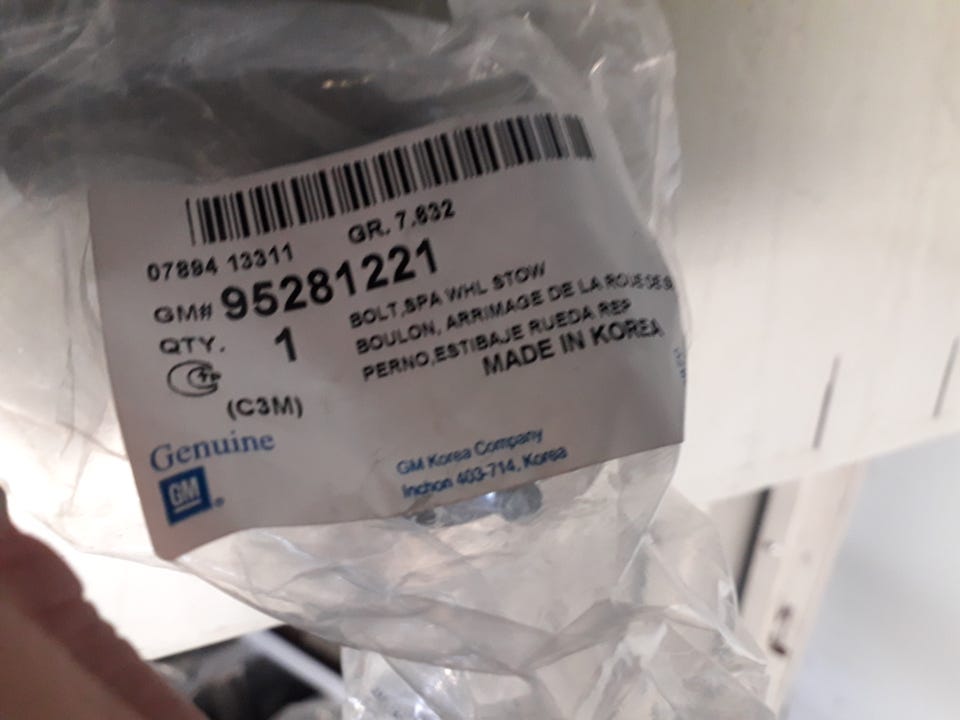 07894 13311 GR. 7.832
GM# 95281221
QTY. 1
BOLT,SPA WHL STOW
BOULON, ARRIMAGE DE LA ROUE DE
PERNO,ESTIBAJE RUEDA REP
MADE IN KOREA
(C3M)
Genuine
GM
GM Korea Company
Inchon 403-714, Korea